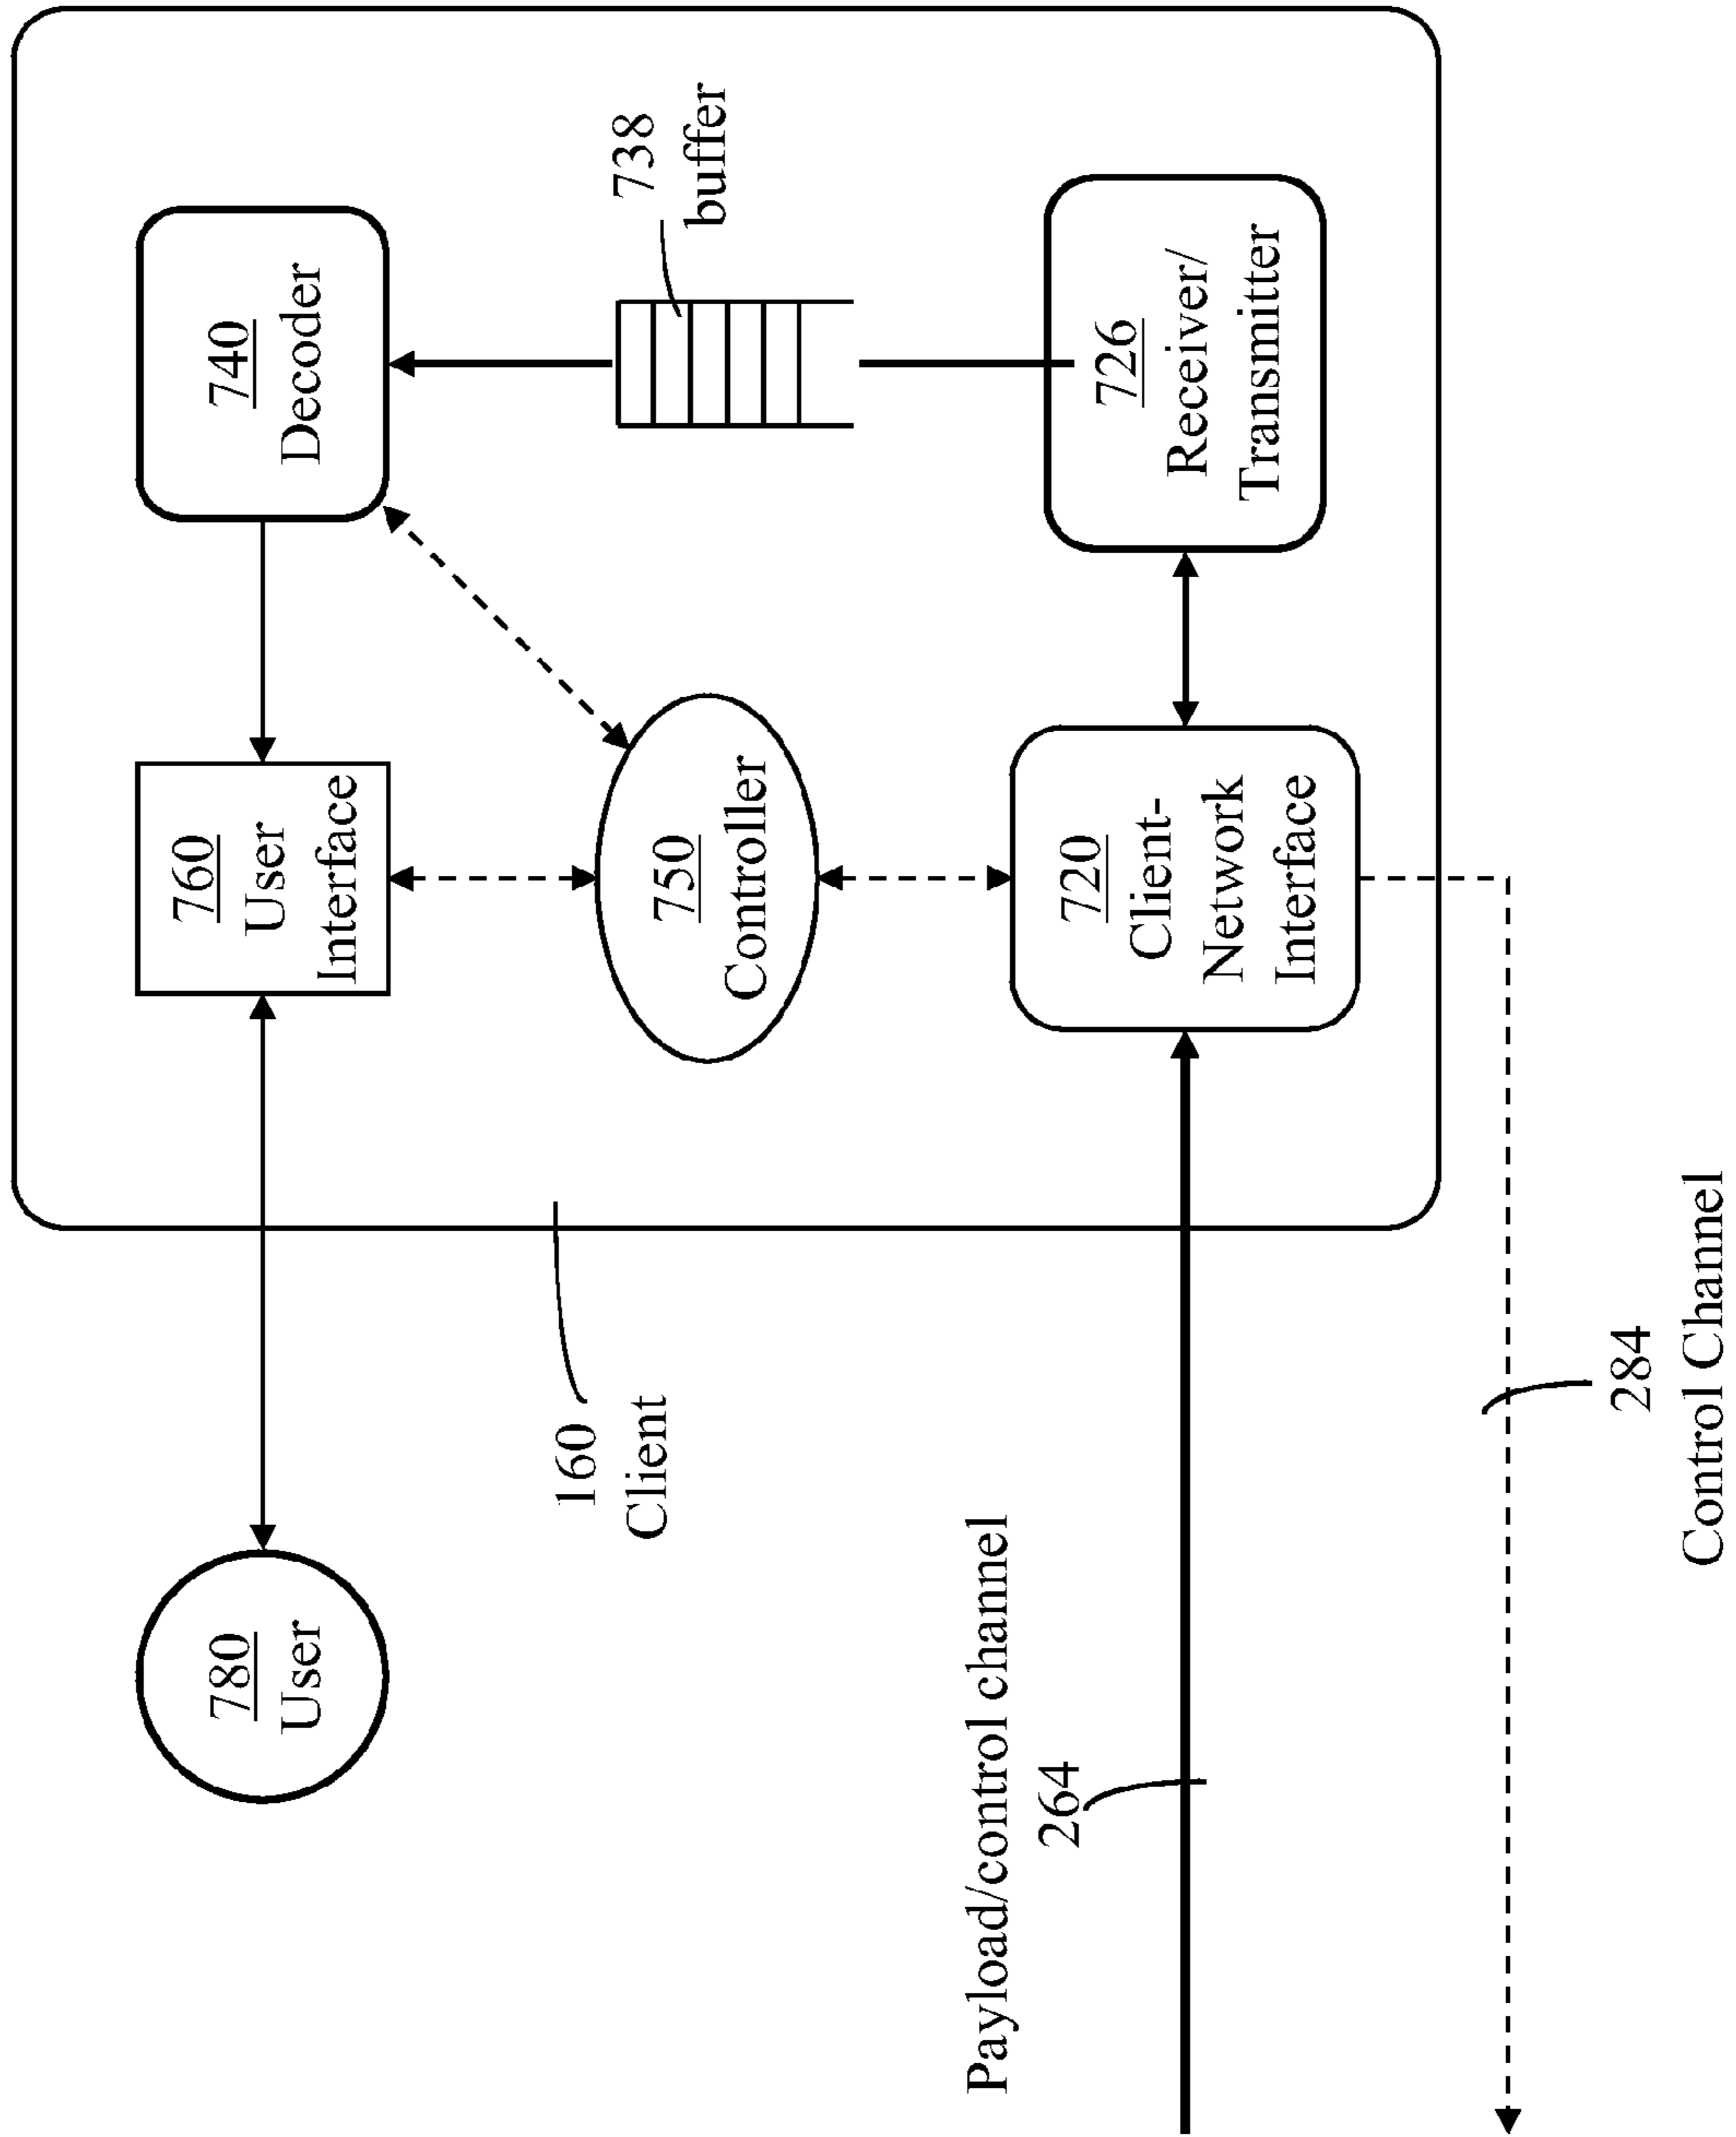 780
User
760
User
Interface
740
Decoder
160
Client
750
Controller
738
buffer
Payload/control channel
264
720
Client-
Network
Interface
726
Receiver/
Transmitter
284
Control Channel